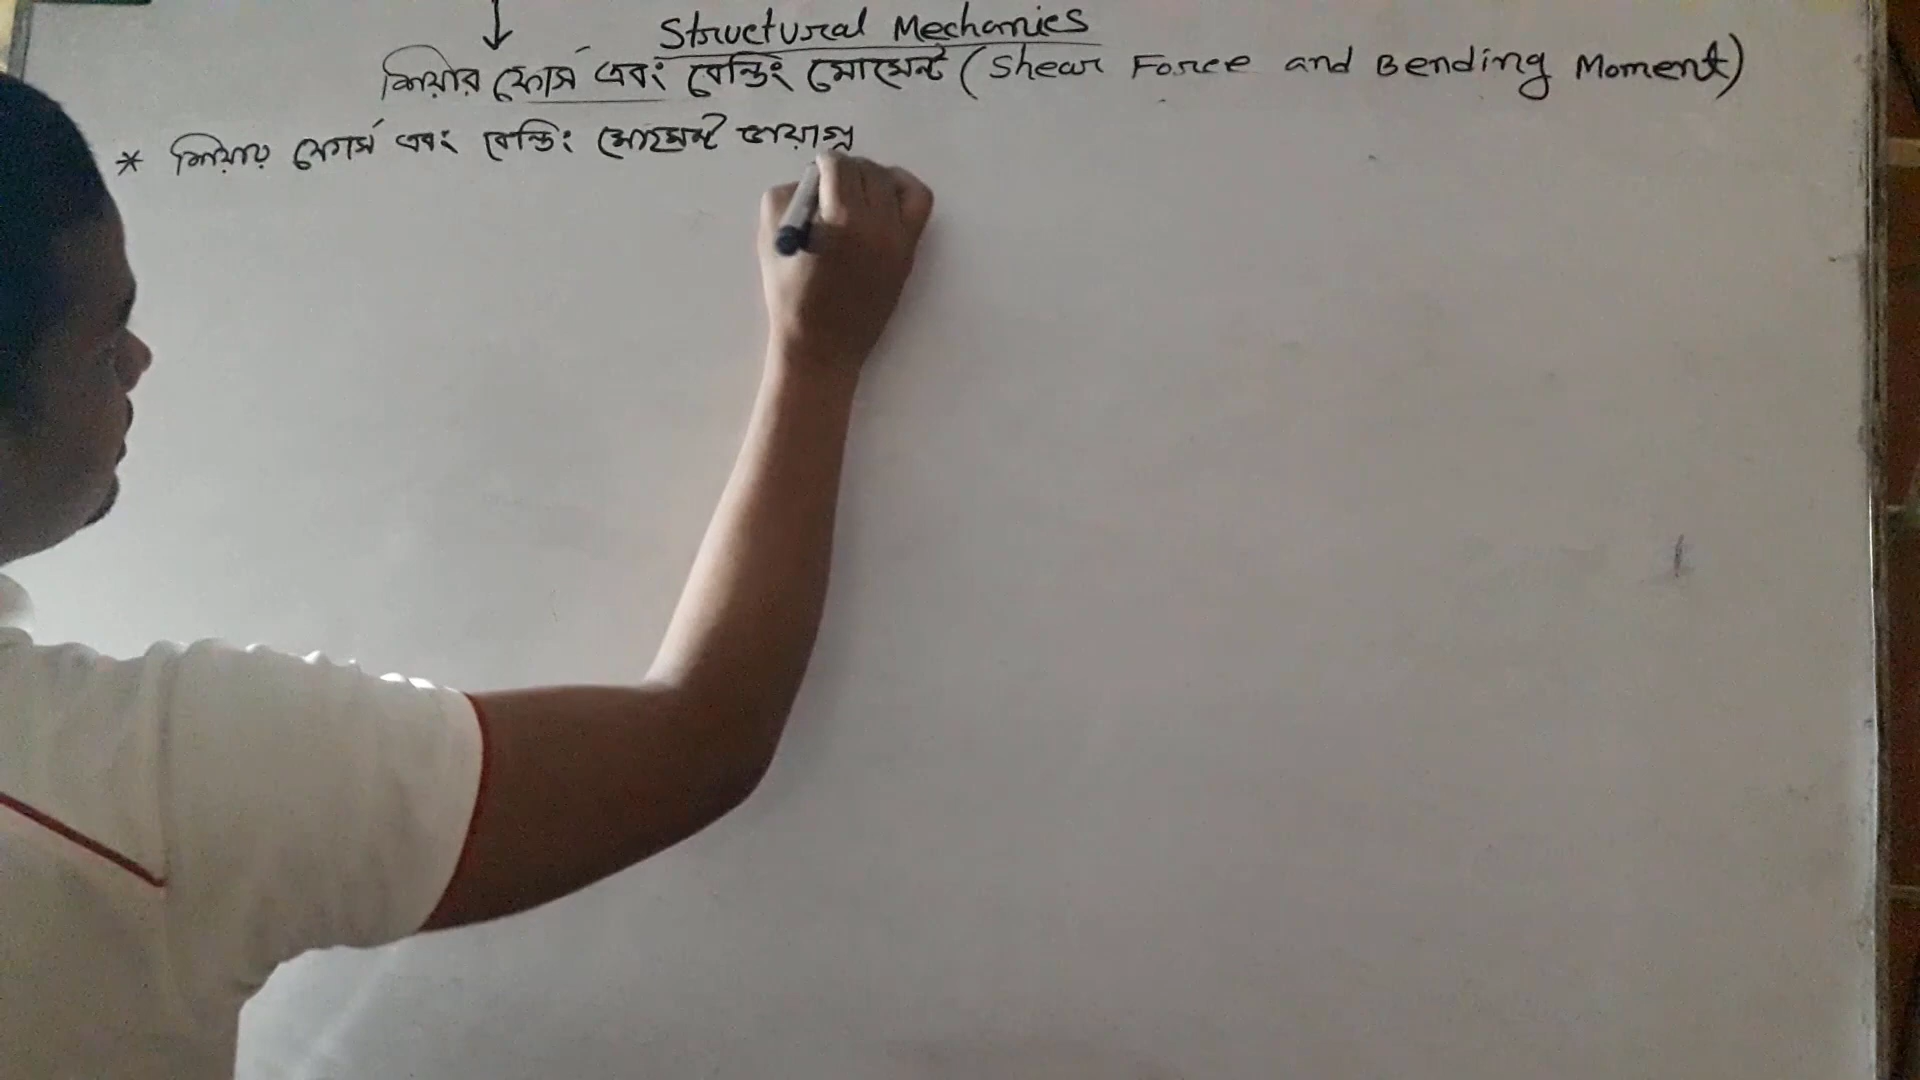 Structural Mechanics
শিয়ার ফোর্স এবং বেন্ডিং মোমেন্ট (Shear Force and Bending Moment)
* শিয়ার ফোর্স এবং বেন্ডিং মোমেন্ট ডায়াগ্র